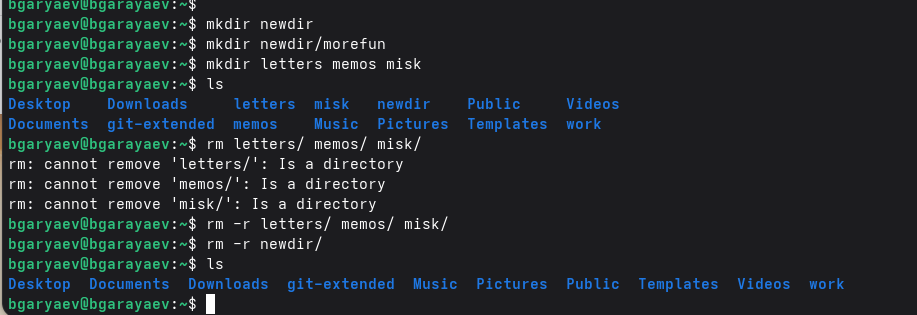 bgaryaev@bgarayaev:~$
bgaryaev@bgarayaev:~$ mkdir newdir
bgaryaev@bgarayaev:~$ mkdir newdir/morefun
bgaryaev@bgarayaev:~$ mkdir letters memos misk
bgaryaev@bgarayaev:~$ ls
Desktop    Downloads     letters  misk   newdir    Public     Videos
Documents  git-extended  memos    Music  Pictures  Templates  work
bgaryaev@bgarayaev:~$ rm letters/ memos/ misk/
rm: cannot remove 'letters/': Is a directory
rm: cannot remove 'memos/': Is a directory
rm: cannot remove 'misk/': Is a directory
bgaryaev@bgarayaev:~$ rm -r letters/ memos/ misk/
bgaryaev@bgarayaev:~$ rm -r newdir/
bgaryaev@bgarayaev:~$ ls
Desktop  Documents  Downloads  git-extended  Music  Pictures  Public  Templates  Videos  work
bgaryaev@bgarayaev:~$